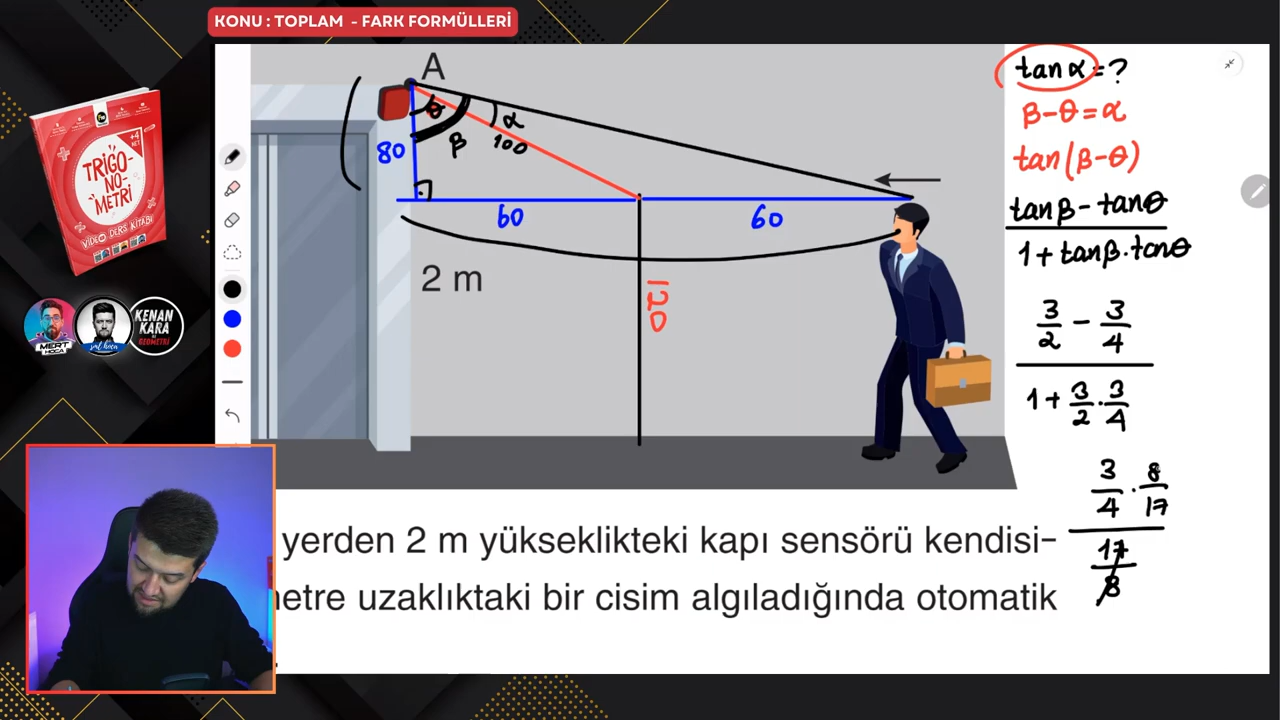 KONU : TOPLAM - FARK FORMÜLLERİ
+4 NET
TRİGO-
NO-
METRİ
VİDEO DERS KİTABI
MERT HOCA
KENAN
KARA
GEOMETRİ
A
θ
β
α
100
80
60
60
2 m
120
tan α = ?
β - θ = α
tan(β - θ)
tanβ - tanθ
1 + tanβ . tanθ
3/2 - 3/4
1 + 3/2 . 3/4
3/4 . 8/17
17/8
yerden 2 m yükseklikteki kapı sensörü kendisi-
metre uzaklıktaki bir cisim algıladığında otomatik